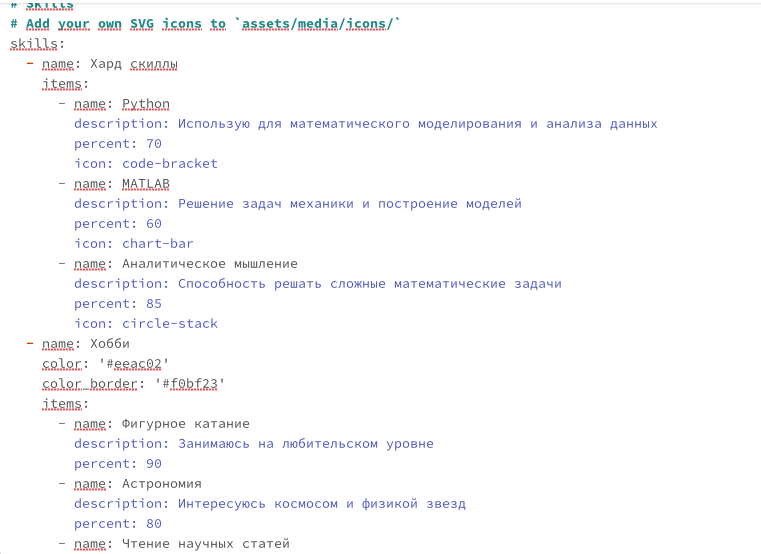 # Skills
# Add your own SVG icons to `assets/media/icons/`
skills:
  - name: Хард скиллы
    items:
      - name: Python
        description: Использую для математического моделирования и анализа данных
        percent: 70
        icon: code-bracket
      - name: MATLAB
        description: Решение задач механики и построение моделей
        percent: 60
        icon: chart-bar
      - name: Аналитическое мышление
        description: Способность решать сложные математические задачи
        percent: 85
        icon: circle-stack
  - name: Хобби
    color: '#eeac02'
    color_border: '#f0bf23'
    items:
      - name: Фигурное катание
        description: Занимаюсь на любительском уровне
        percent: 90
      - name: Астрономия
        description: Интересуюсь космосом и физикой звезд
        percent: 80
      - name: Чтение научных статей